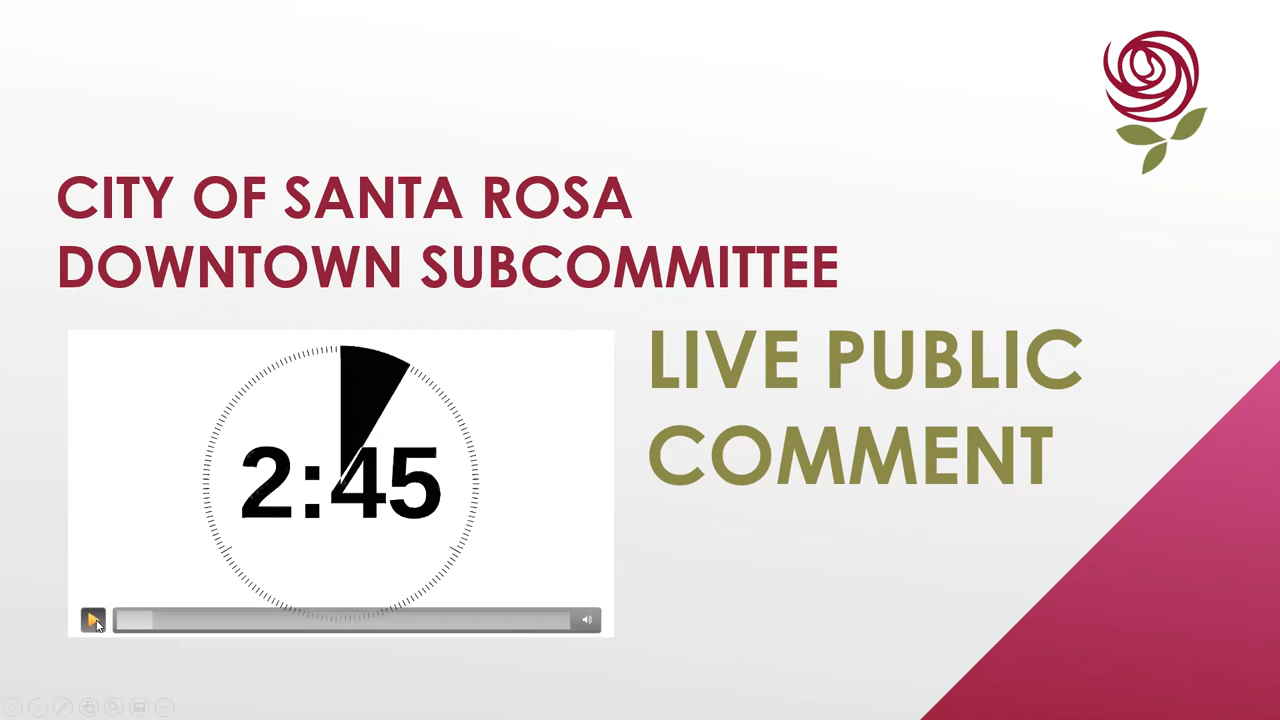 CITY OF SANTA ROSA
DOWNTOWN SUBCOMMITTEE
LIVE PUBLIC
COMMENT
2:45